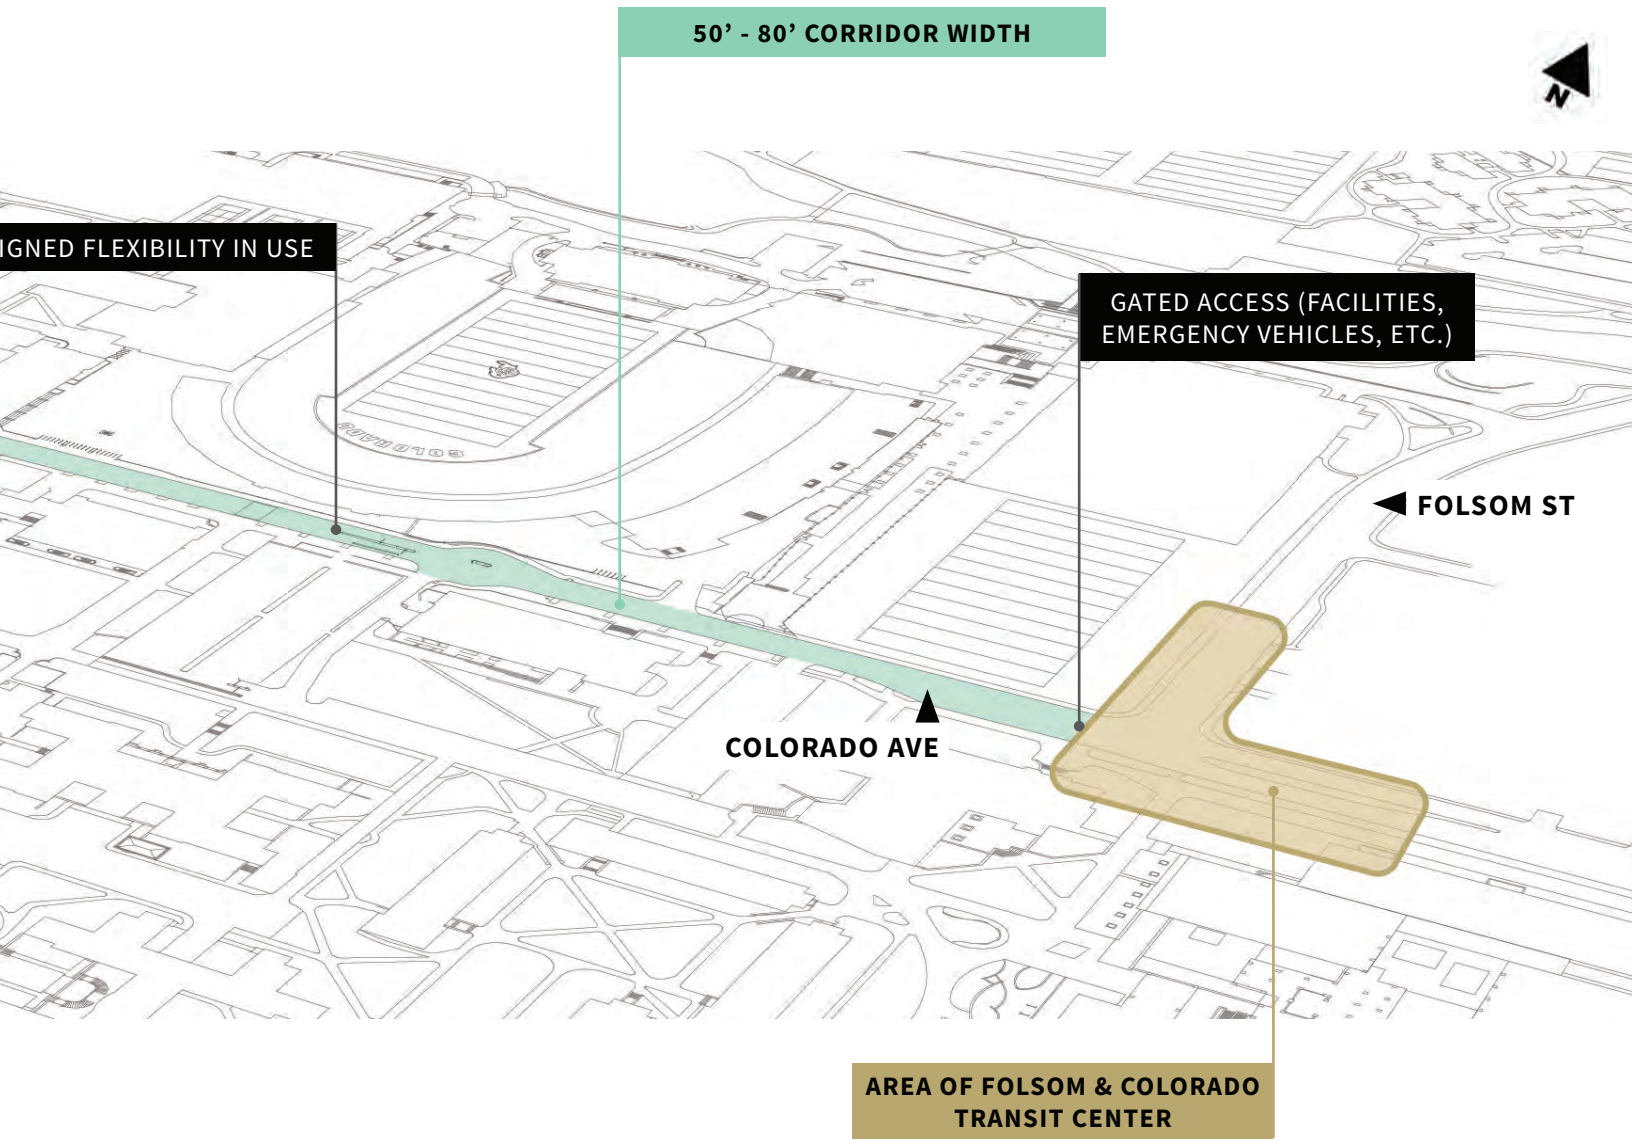 50’ - 80’ CORRIDOR WIDTH
N
IGNED FLEXIBILITY IN USE
GATED ACCESS (FACILITIES,
EMERGENCY VEHICLES, ETC.)
COLORADO
FOLSOM ST
COLORADO AVE
AREA OF FOLSOM & COLORADO
TRANSIT CENTER